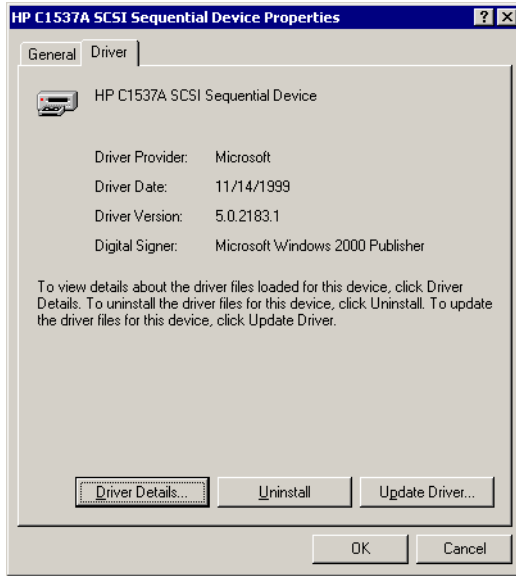 HP C1537A SCSI Sequential Device Properties
General Driver
HP C1537A SCSI Sequential Device
Driver Provider: Microsoft
Driver Date: 11/14/1999
Driver Version: 5.0.2183.1
Digital Signer: Microsoft Windows 2000 Publisher
To view details about the driver files loaded for this device, click Driver
Details. To uninstall the driver files for this device, click Uninstall. To update
the driver files for this device, click Update Driver.
Driver Details... Uninstall Update Driver...
OK Cancel